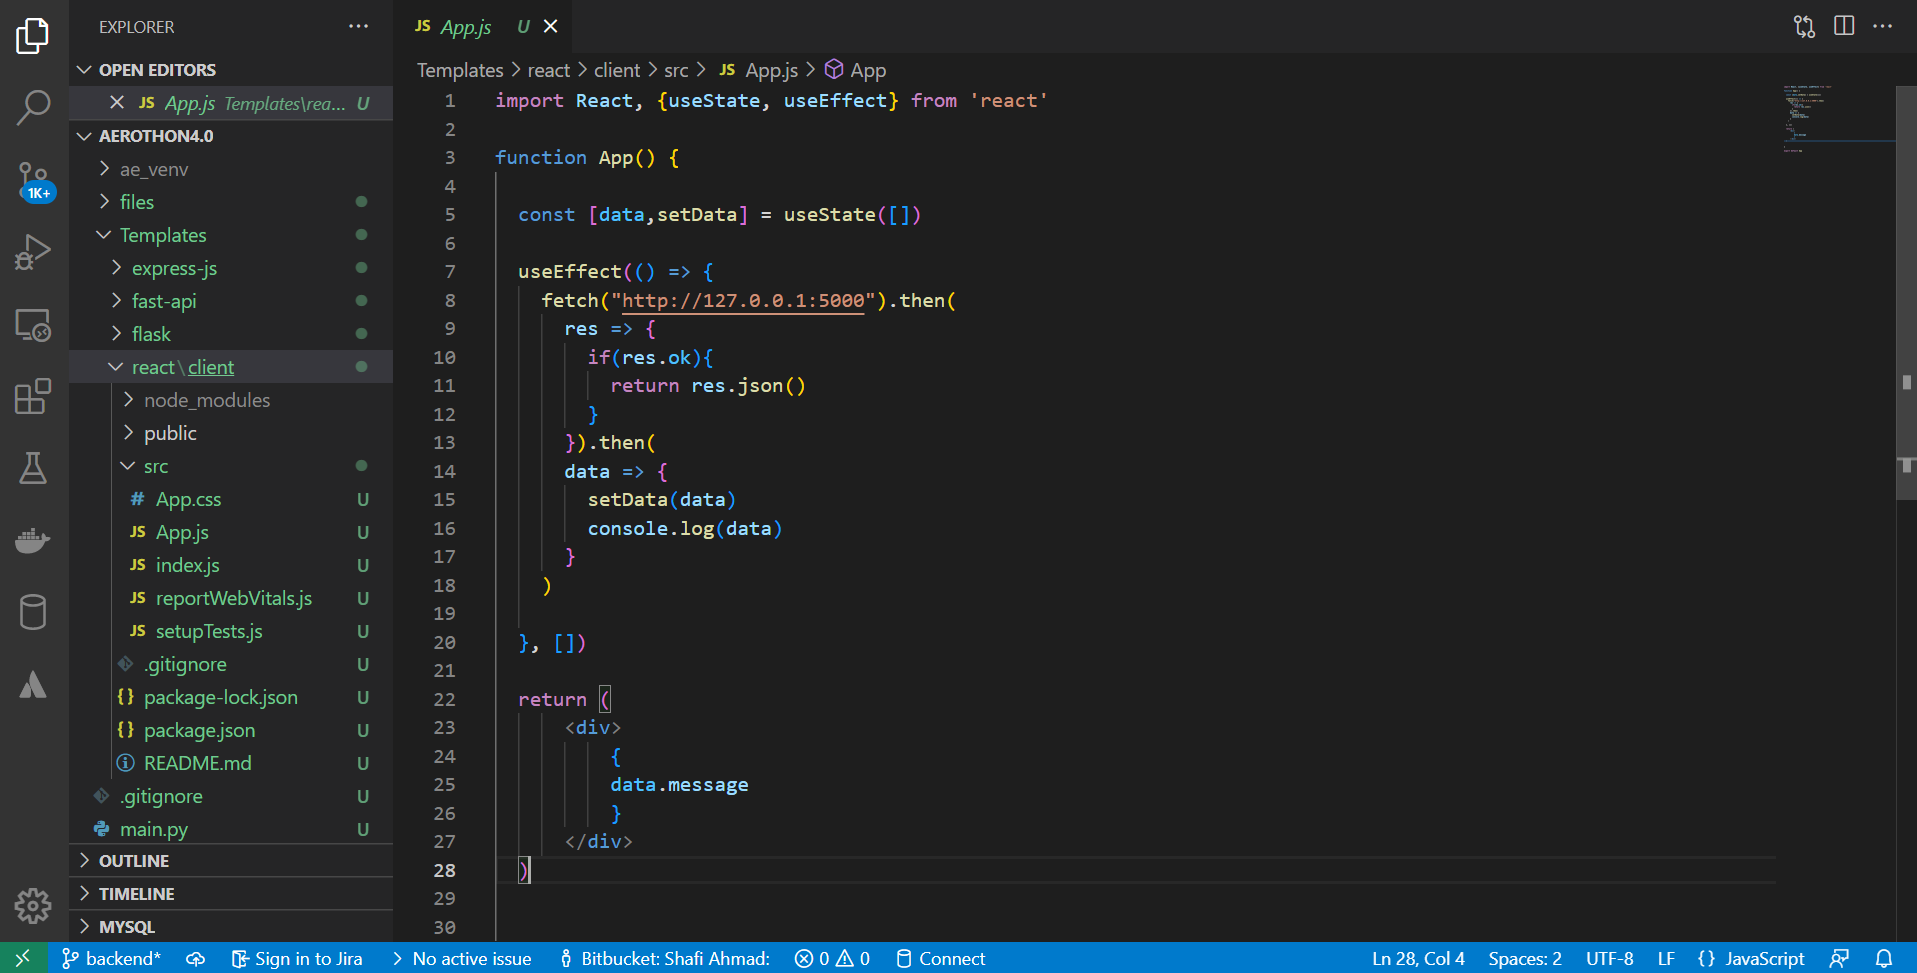 EXPLORER
OPEN EDITORS
JS App.js Templates\rea... U
AEROTHON4.0
ae_venv
files
Templates
express-js
fast-api
flask
react\client
node_modules
public
src
# App.css U
JS App.js U
JS index.js U
JS reportWebVitals.js U
JS setupTests.js U
.gitignore U
{} package-lock.json U
{} package.json U
README.md U
.gitignore U
main.py U
OUTLINE
TIMELINE
MYSQL
1K+
JS App.js U
Templates > react > client > src > JS App.js > App
1 import React, {useState, useEffect} from 'react'
2
3 function App() {
4
5 const [data,setData] = useState([])
6
7 useEffect(() => {
8 fetch("http://127.0.0.1:5000").then(
9 res => {
10 if(res.ok){
11 return res.json()
12 }
13 }).then(
14 data => {
15 setData(data)
16 console.log(data)
17 }
18 )
19
20 }, [])
21
22 return (
23 <div>
24 {
25 data.message
26 }
27 </div>
28 )
29
30
backend* Sign in to Jira No active issue Bitbucket: Shafi Ahmad: 0 0 Connect Ln 28, Col 4 Spaces: 2 UTF-8 LF {} JavaScript